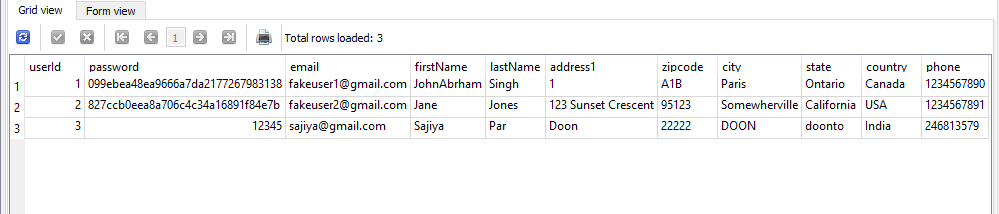 Grid view Form view
1 Total rows loaded: 3
userId password email firstName lastName address1 zipcode city state country phone
1 1 099ebea48ea9666a7da2177267983138 fakeuser1@gmail.com JohnAbrham Singh 1 A1B Paris Ontario Canada 1234567890
2 2 827ccb0eea8a706c4c34a16891f84e7b fakeuser2@gmail.com Jane Jones 123 Sunset Crescent 95123 Somewherville California USA 1234567891
3 3 12345 sajiya@gmail.com Sajiya Par Doon 22222 DOON doonto India 246813579